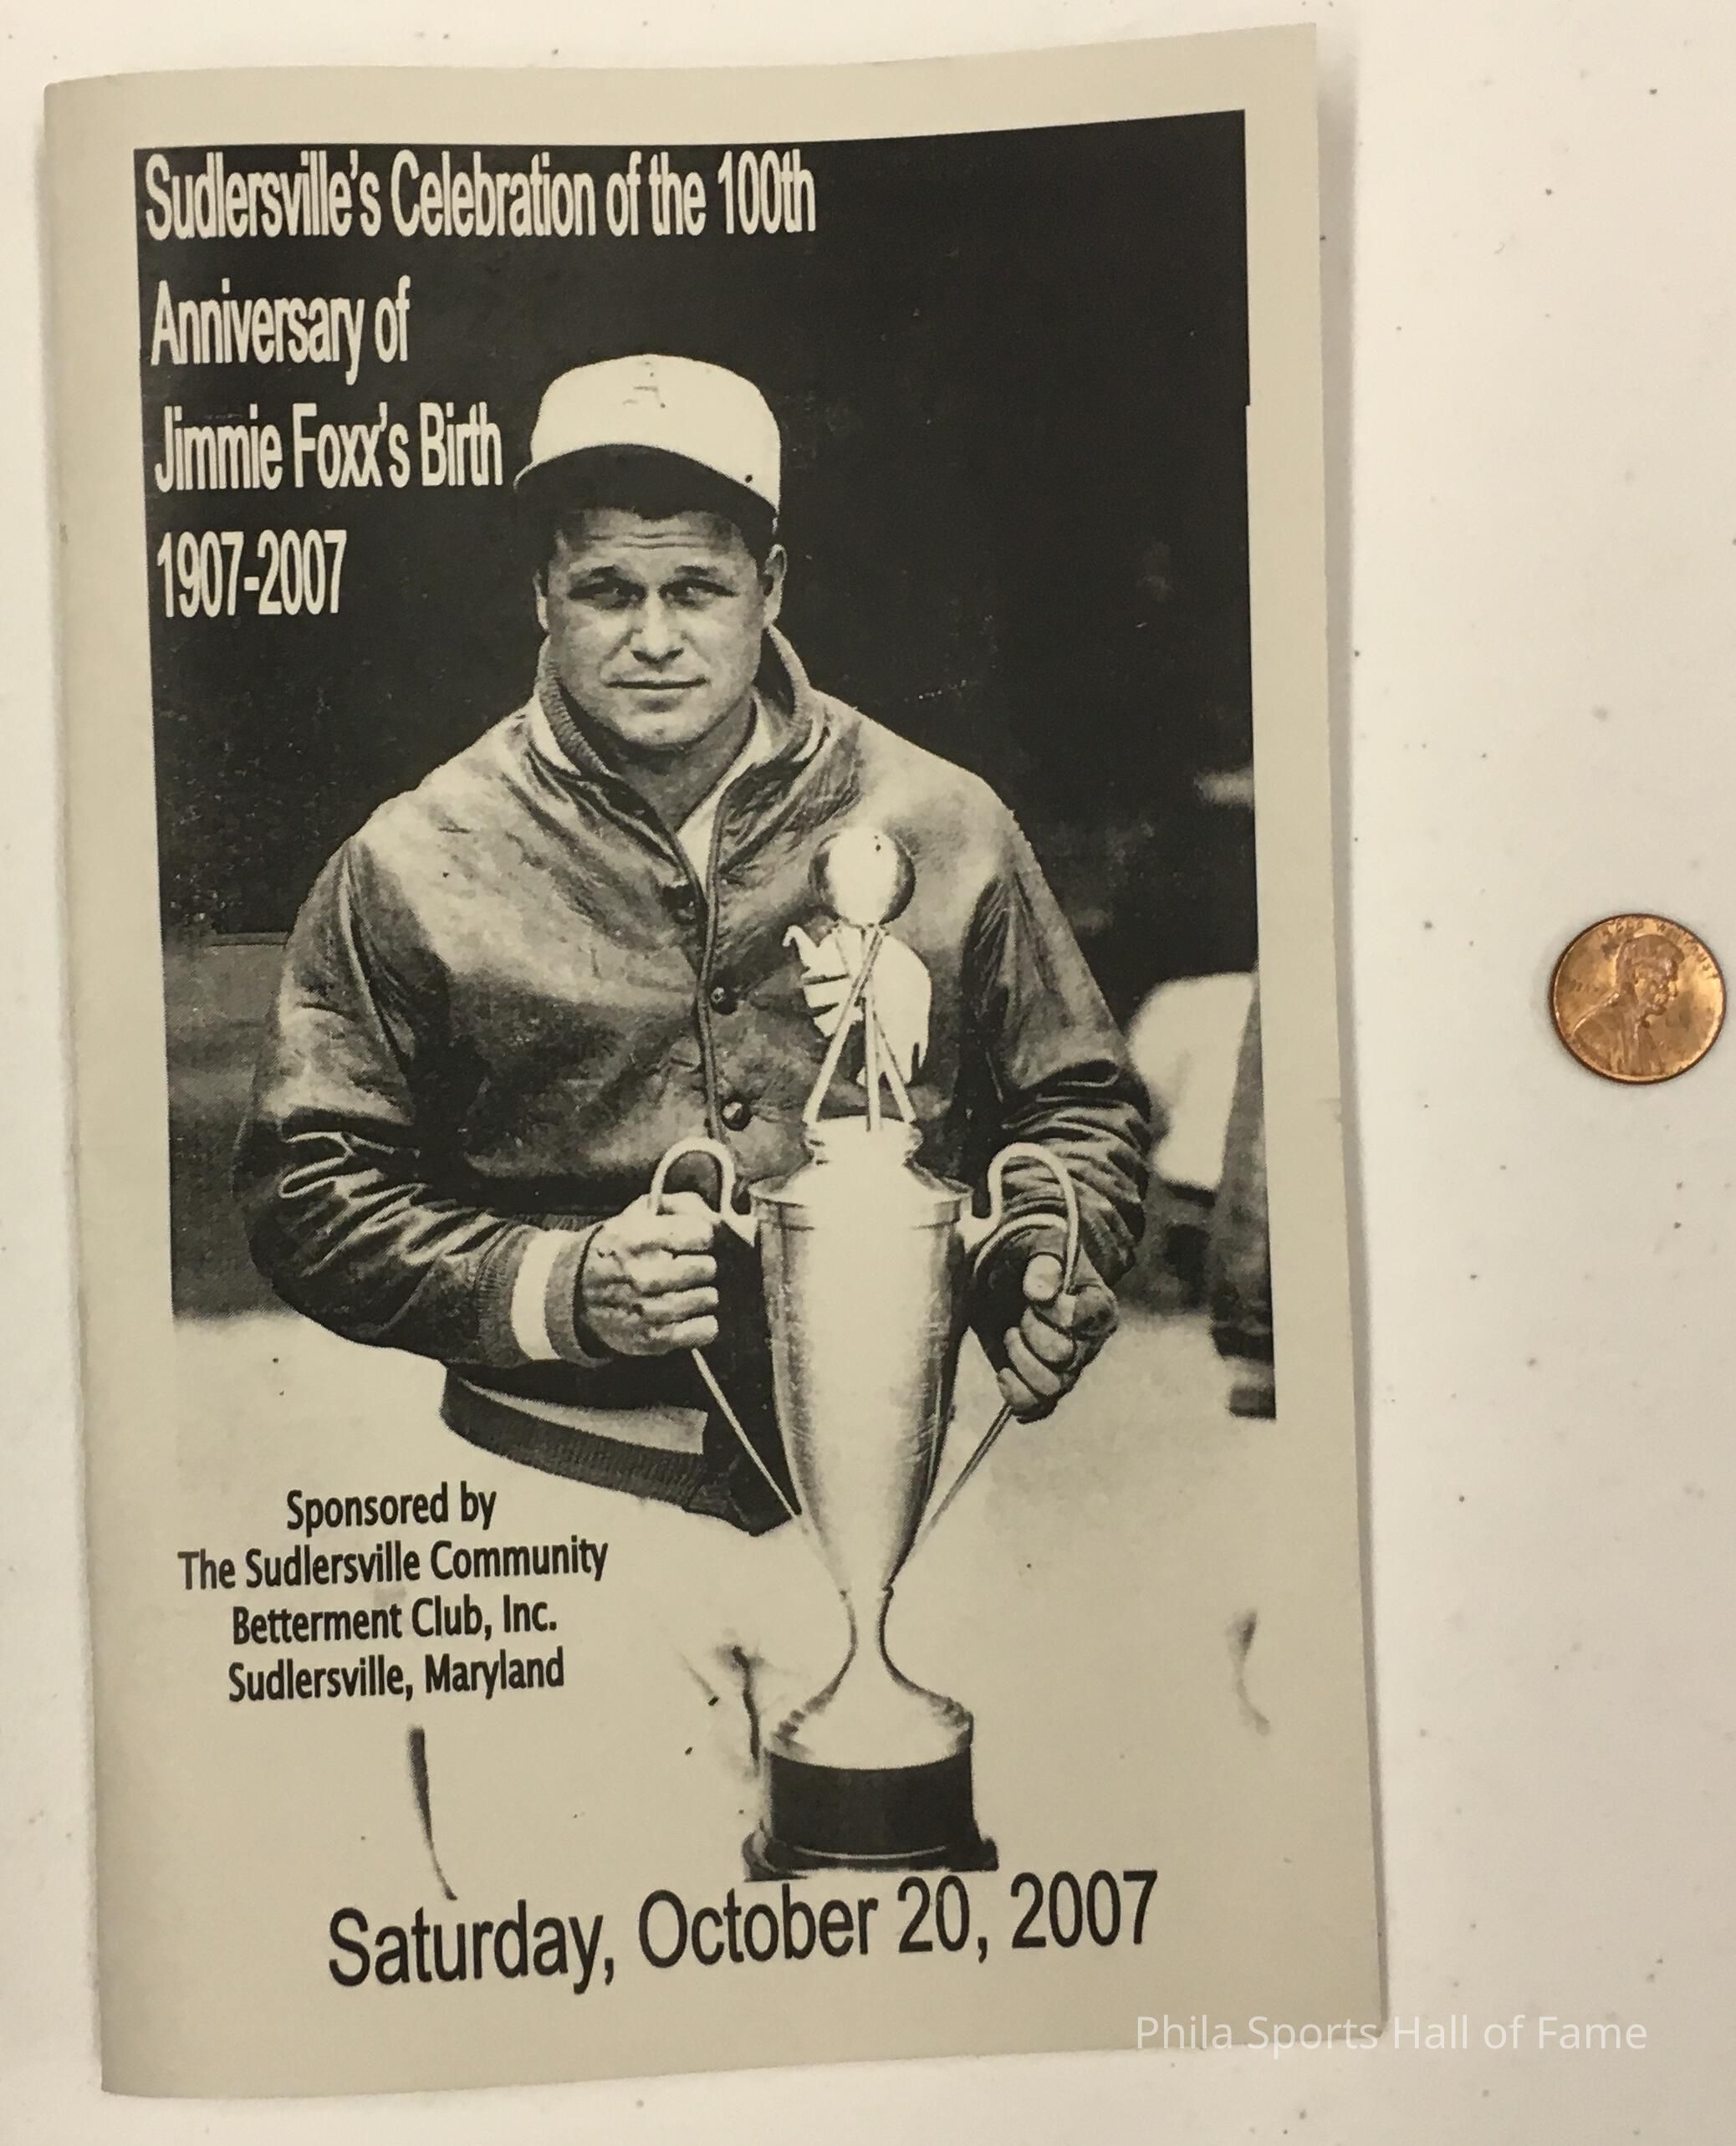 Sudlersville's Celebration of the 100th
Anniversary of
Jimmie Foxx's Birth
1907-2007
Sponsored by
The Sudlersville Community
Betterment Club, Inc.
Sudlersville, Maryland
Saturday, October 20, 2007
Phila Sports Hall of Fame